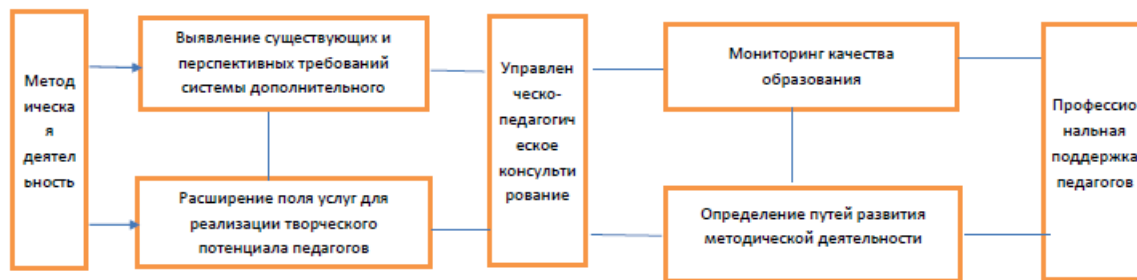 Метод
ическа
я
деятел
ьность
Выявление существующих и
перспективных требований
системы дополнительного
Расширение поля услуг для
реализации творческого
потенциала педагогов
Управлен
ческо-
педагогич
еское
консульти
рование
Мониторинг качества
образования
Определение путей развития
методической деятельности
Профессио
нальная
поддержка
педагогов